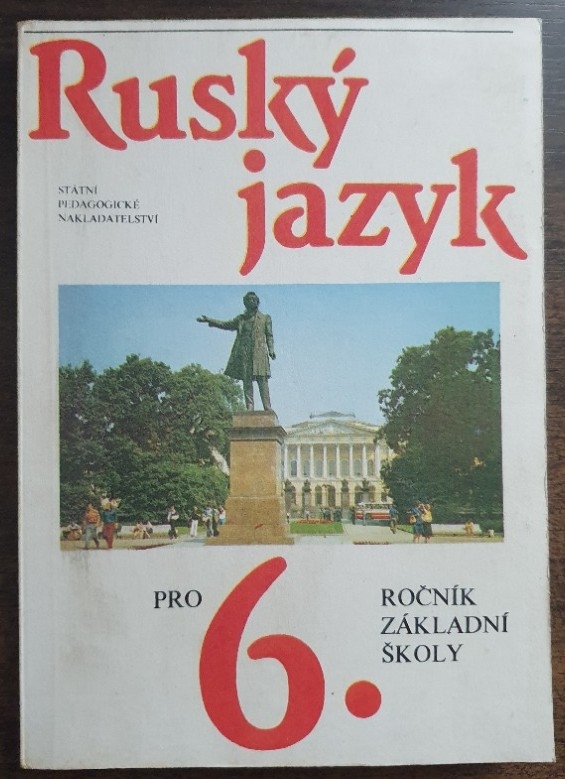 Ruský
jazyk
STÁTNÍ
PEDAGOGICKÉ
NAKLADATELSTVÍ
PRO
6.
ROČNÍK
ZÁKLADNÍ
ŠKOLY